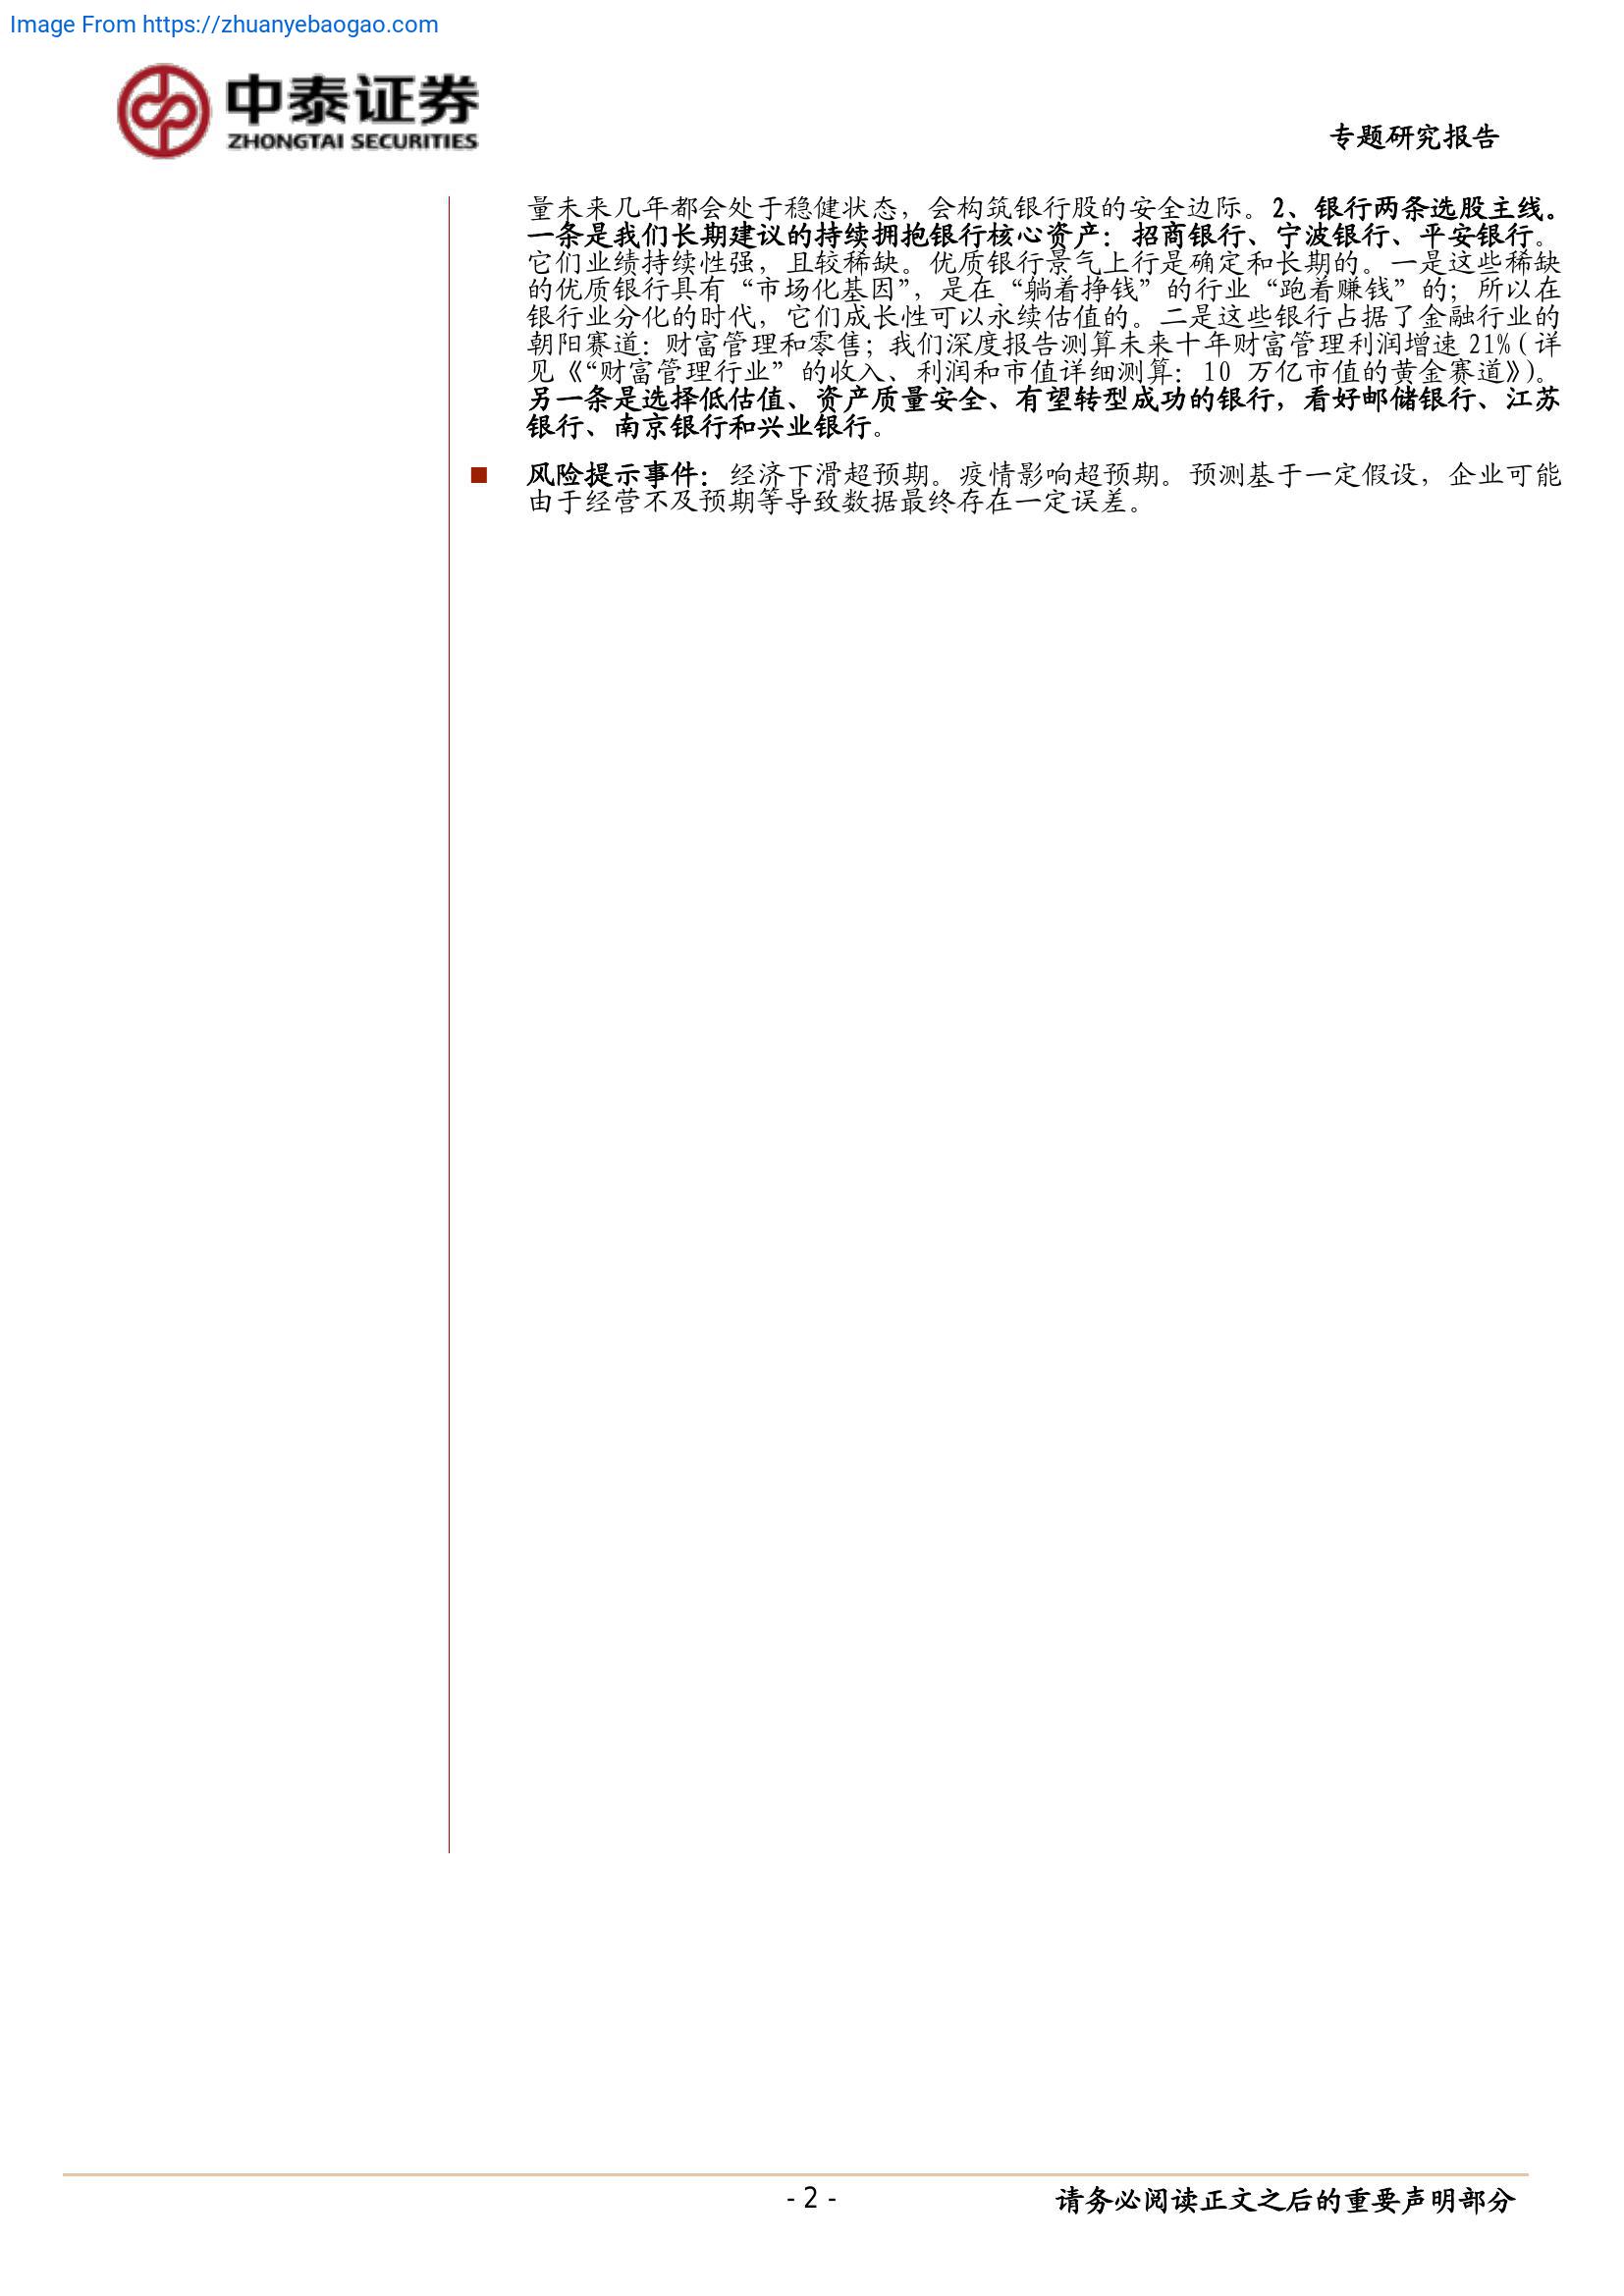 Image From https://zhuanyebaogao.com
中泰证券
ZHONGTAI SECURITIES
专题研究报告
量未来几年都会处于稳健状态，会构筑银行股的安全边际。2、银行两条选股主线。
一条是我们长期建议的持续拥抱银行核心资产：招商银行、宁波银行、平安银行。
它们业绩持续性强，且较稀缺。优质银行景气上行是确定和长期的。一是这些稀缺
的优质银行具有“市场化基因”，是在“躺着挣钱”的行业“跑着赚钱”的；所以在
银行业分化的时代，它们成长性可以永续估值的。二是这些银行占据了金融行业的
朝阳赛道：财富管理和零售；我们深度报告测算未来十年财富管理利润增速 21%（详
见《“财富管理行业”的收入、利润和市值详细测算：10 万亿市值的黄金赛道》）。
另一条是选择低估值、资产质量安全、有望转型成功的银行，看好邮储银行、江苏
银行、南京银行和兴业银行。
■ 风险提示事件：经济下滑超预期。疫情影响超预期。预测基于一定假设，企业可能
由于经营不及预期等导致数据最终存在一定误差。
- 2 -
请务必阅读正文之后的重要声明部分